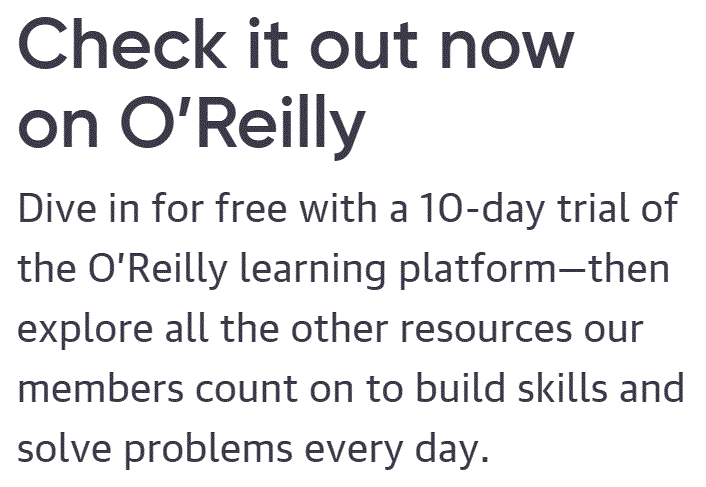 Check it out now
on O’Reilly
Dive in for free with a 10-day trial of
the O’Reilly learning platform—then
explore all the other resources our
members count on to build skills and
solve problems every day.